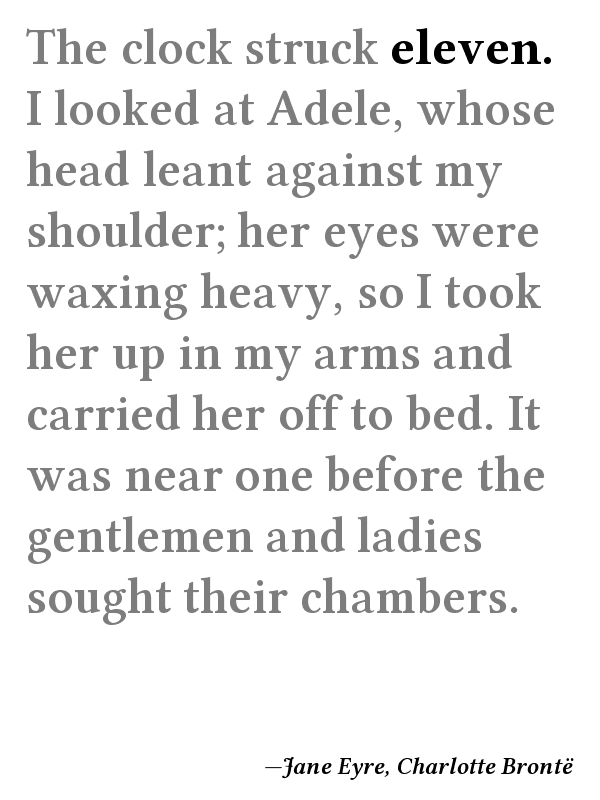 The clock struck eleven.
I looked at Adele, whose
head leant against my
shoulder; her eyes were
waxing heavy, so I took
her up in my arms and
carried her off to bed. It
was near one before the
gentlemen and ladies
sought their chambers.
—Jane Eyre, Charlotte Brontë